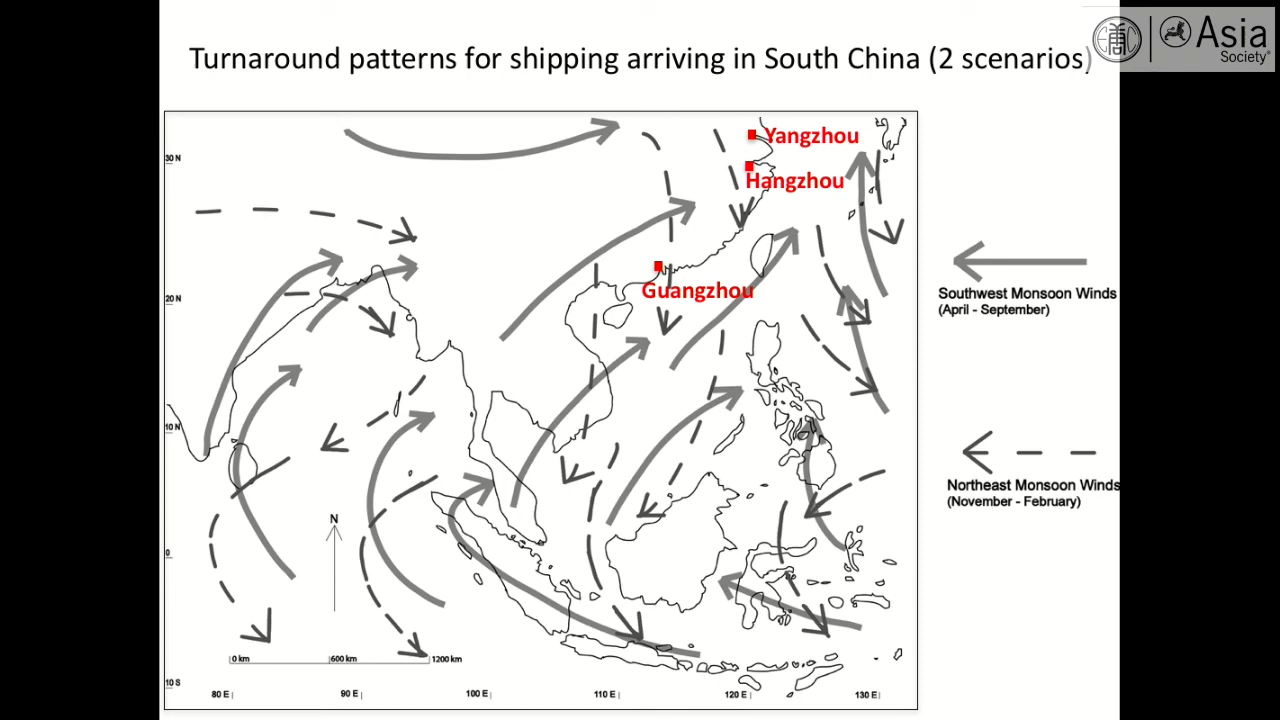 Turnaround patterns for shipping arriving in South China (2 scenarios)
Asia
Society
Yangzhou
30 N
Hangzhou
Guangzhou
20 N
Southwest Monsoon Winds
(April - September)
10 N
Northeast Monsoon Winds
(November - February)
N
0
0 km
600 km
1200 km
10 S
80 E
90 E
100 E
110 E
120 E
130 E